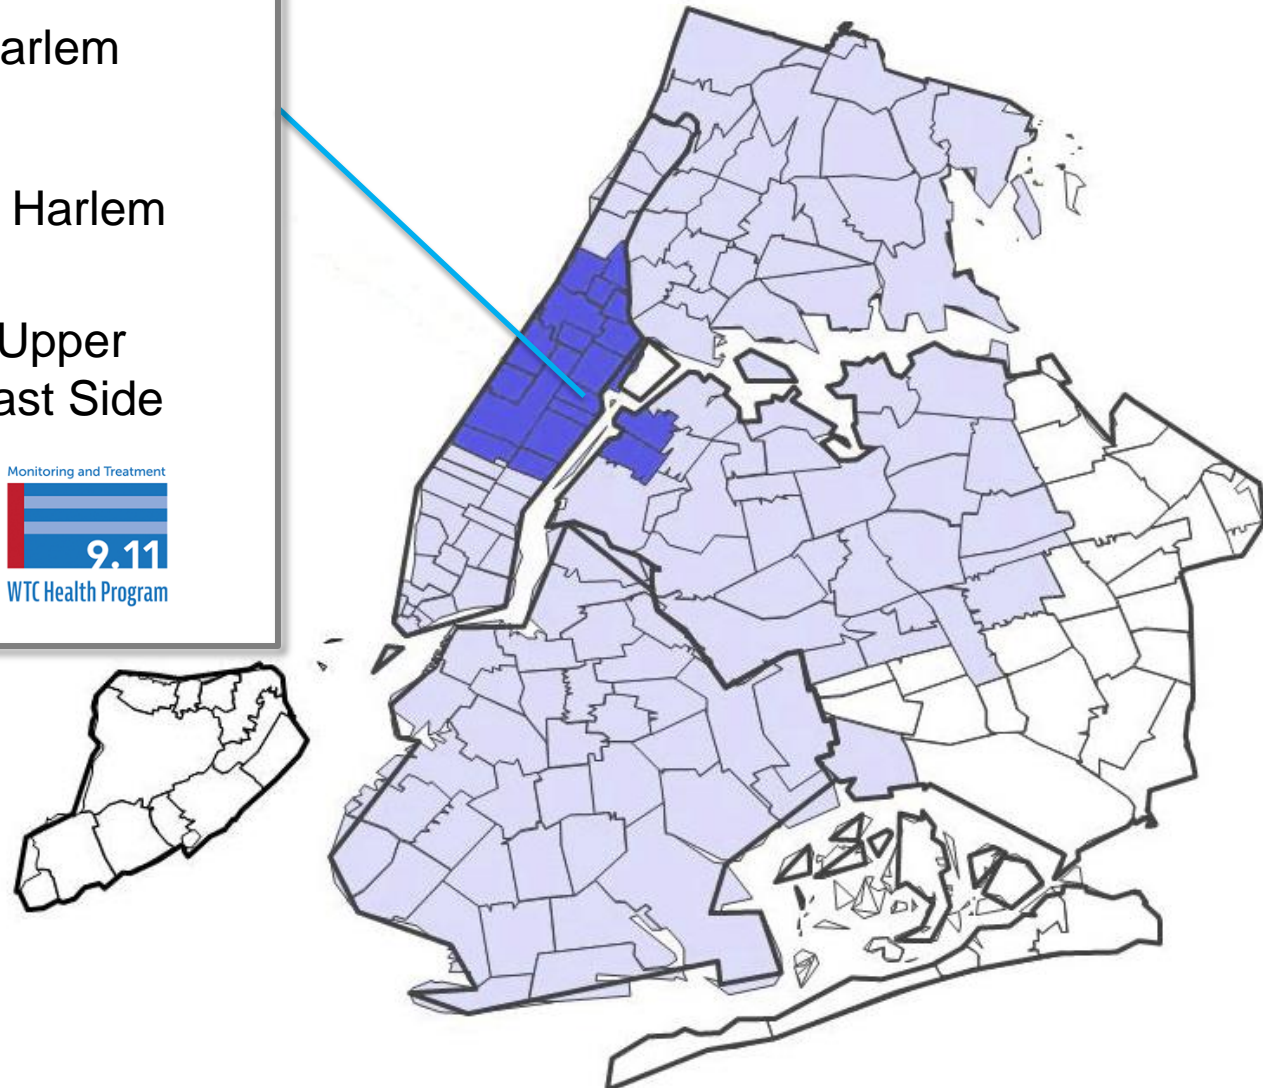 arlem
Harlem
Upper
ast Side
Monitoring and Treatment
9.11
WTC Health Program